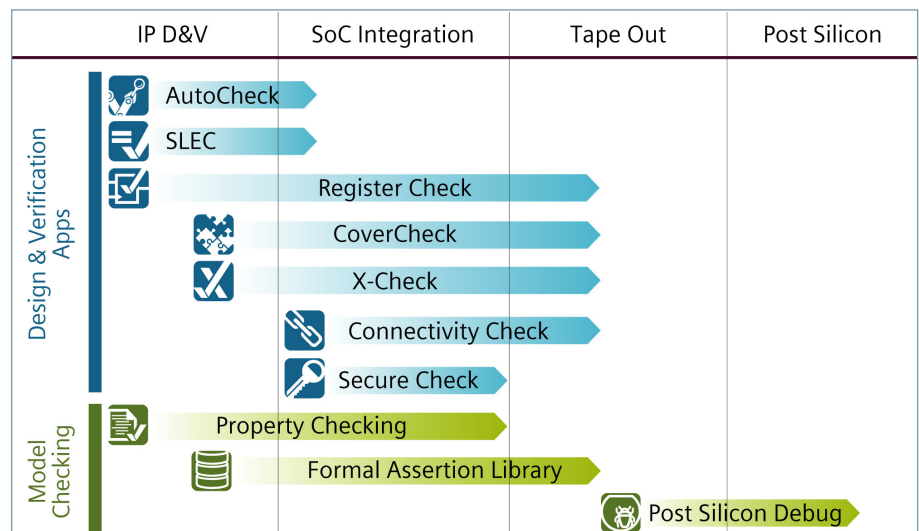 IP D&V
SoC Integration
Tape Out
Post Silicon
Design & Verification
Apps
AutoCheck
SLEC
Register Check
CoverCheck
X-Check
Connectivity Check
Secure Check
Model
Checking
Property Checking
Formal Assertion Library
Post Silicon Debug